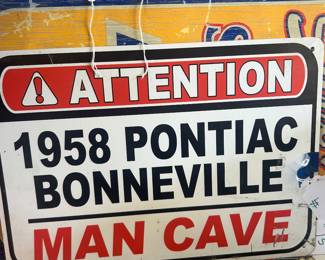 ATTENTION
1958 PONTIAC
BONNEVILLE
MAN CAVE